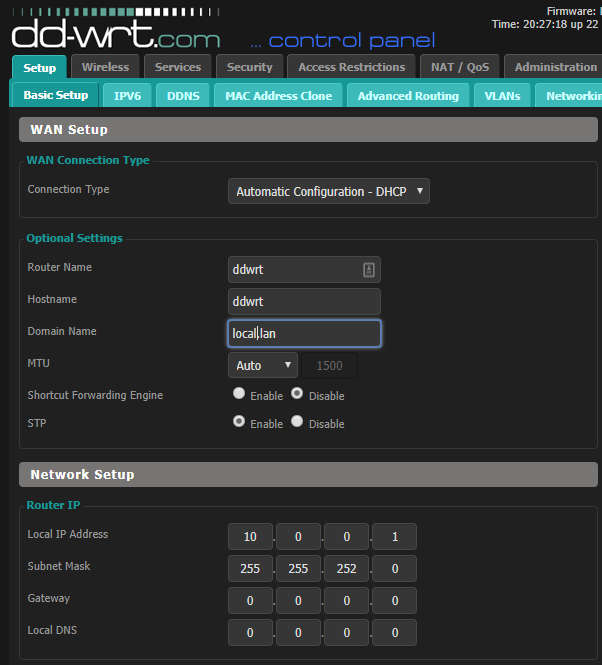 Firmware:
dd-wrt.com ... control panel
Time: 20:27:18 up 22
Setup Wireless Services Security Access Restrictions NAT / QoS Administration
Basic Setup IPV6 DDNS MAC Address Clone Advanced Routing VLANs Networkin
WAN Setup
WAN Connection Type
Connection Type Automatic Configuration - DHCP
Optional Settings
Router Name ddwrt
Hostname ddwrt
Domain Name local.lan
MTU Auto 1500
Shortcut Forwarding Engine Enable Disable
STP Enable Disable
Network Setup
Router IP
Local IP Address 10 . 0 . 0 . 1
Subnet Mask 255 . 255 . 252 . 0
Gateway 0 . 0 . 0 . 0
Local DNS 0 . 0 . 0 . 0